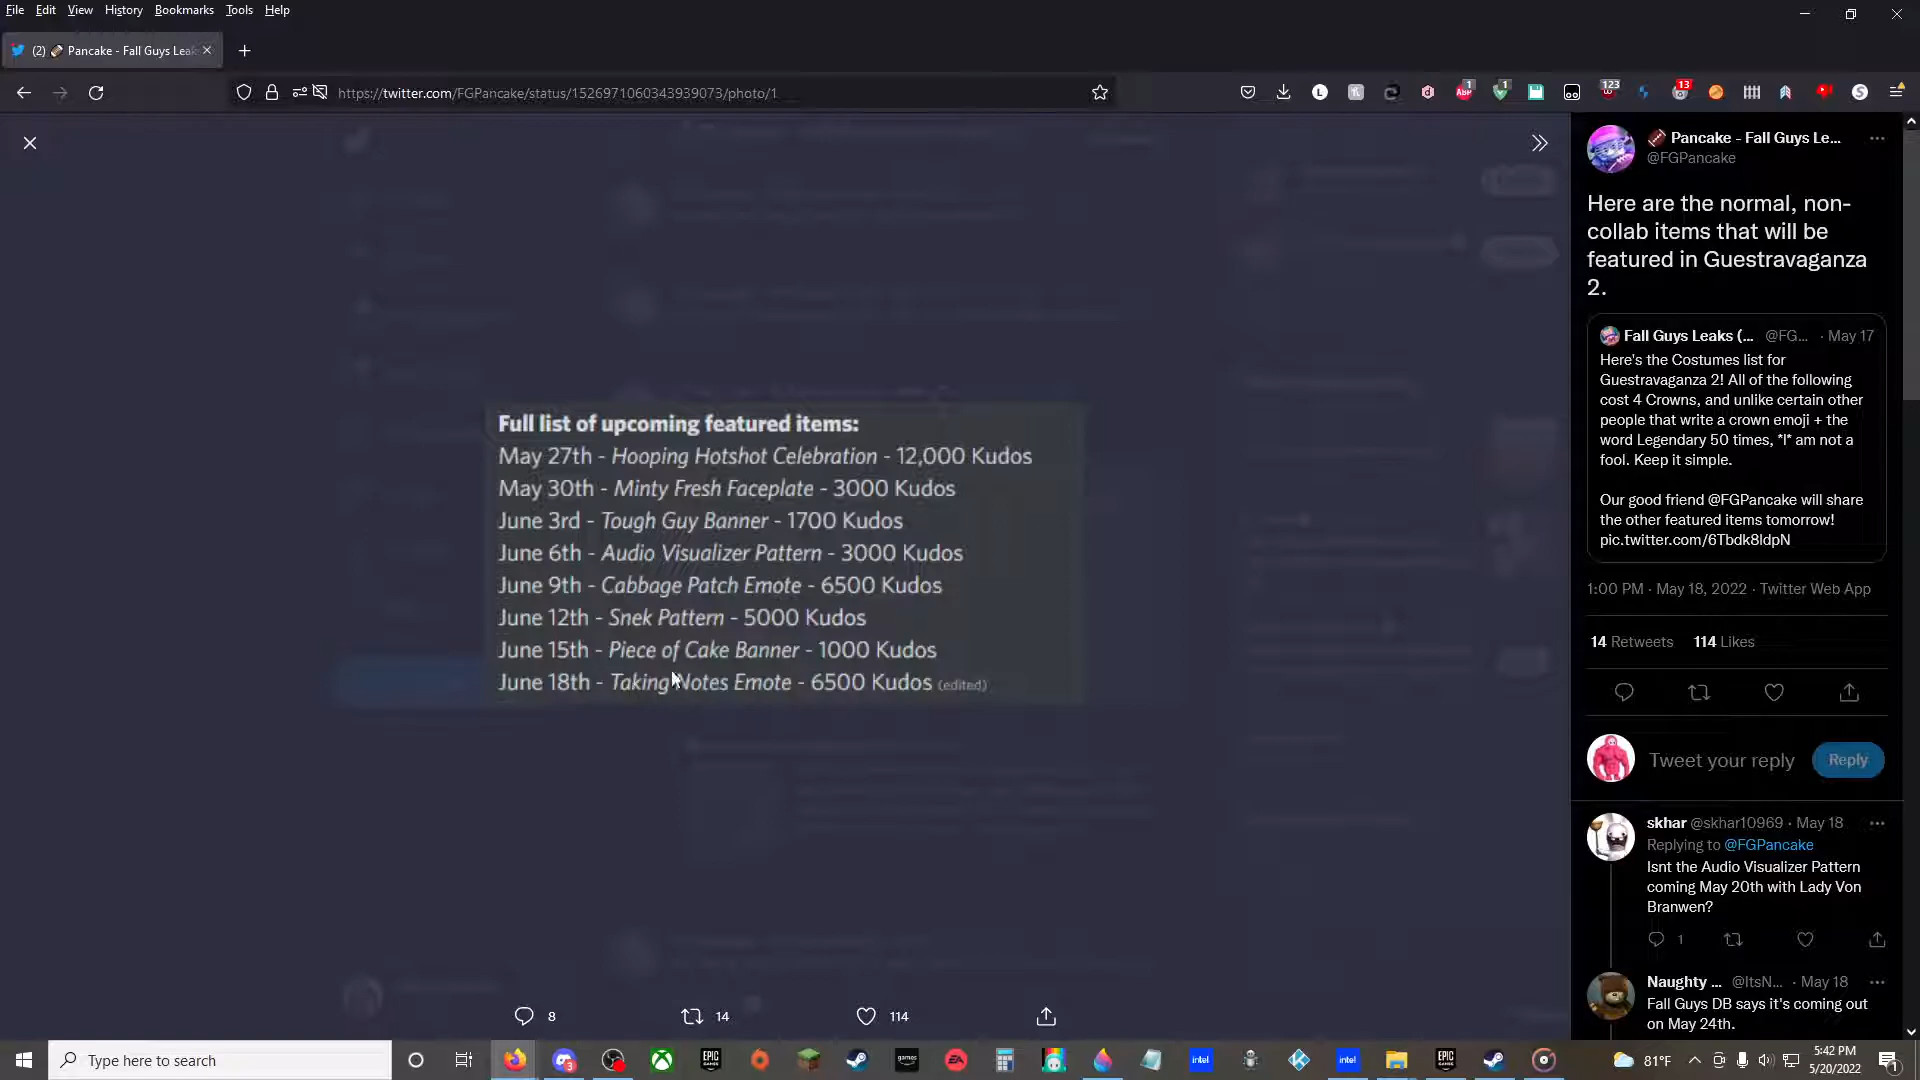 File Edit View History Bookmarks Tools Help
(2) 🏈 Pancake - Fall Guys Leak
https://twitter.com/FGPancake/status/1526971060343939073/photo/1
1
1
123
13
Full list of upcoming featured items:
May 27th - Hooping Hotshot Celebration - 12,000 Kudos
May 30th - Minty Fresh Faceplate - 3000 Kudos
June 3rd - Tough Guy Banner - 1700 Kudos
June 6th - Audio Visualizer Pattern - 3000 Kudos
June 9th - Cabbage Patch Emote - 6500 Kudos
June 12th - Snek Pattern - 5000 Kudos
June 15th - Piece of Cake Banner - 1000 Kudos
June 18th - Taking Notes Emote - 6500 Kudos (edited)
8 14 114
🏈 Pancake - Fall Guys Le...
@FGPancake
Here are the normal, non-
collab items that will be
featured in Guestravaganza
2.
Fall Guys Leaks (... @FG... · May 17
Here's the Costumes list for
Guestravaganza 2! All of the following
cost 4 Crowns, and unlike certain other
people that write a crown emoji + the
word Legendary 50 times, *I* am not a
fool. Keep it simple.
Our good friend @FGPancake will share
the other featured items tomorrow!
pic.twitter.com/6Tbdk8ldpN
1:00 PM · May 18, 2022 · Twitter Web App
14 Retweets 114 Likes
Tweet your reply Reply
skhar @skhar10969 · May 18
Replying to @FGPancake
Isnt the Audio Visualizer Pattern
coming May 20th with Lady Von
Branwen?
1
Naughty ... @ItsN... · May 18
Fall Guys DB says it's coming out
on May 24th.
Type here to search
81°F
5:42 PM
5/20/2022
1